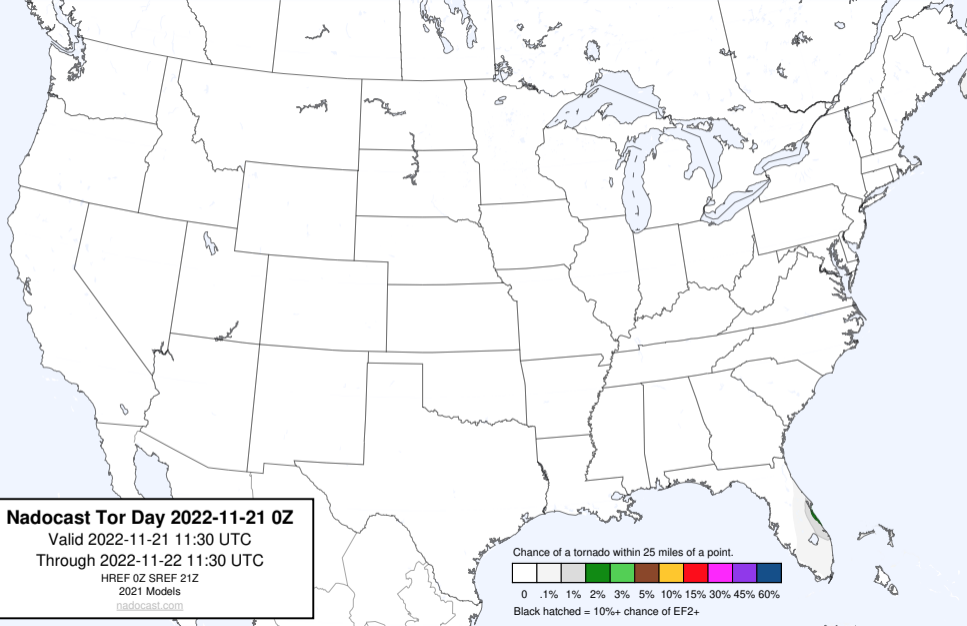 Nadocast Tor Day 2022-11-21 0Z
Valid 2022-11-21 11:30 UTC
Through 2022-11-22 11:30 UTC
HREF 0Z SREF 21Z
2021 Models
nadocast.com
Chance of a tornado within 25 miles of a point.
0 .1% 1% 2% 3% 5% 10% 15% 30% 45% 60%
Black hatched = 10%+ chance of EF2+